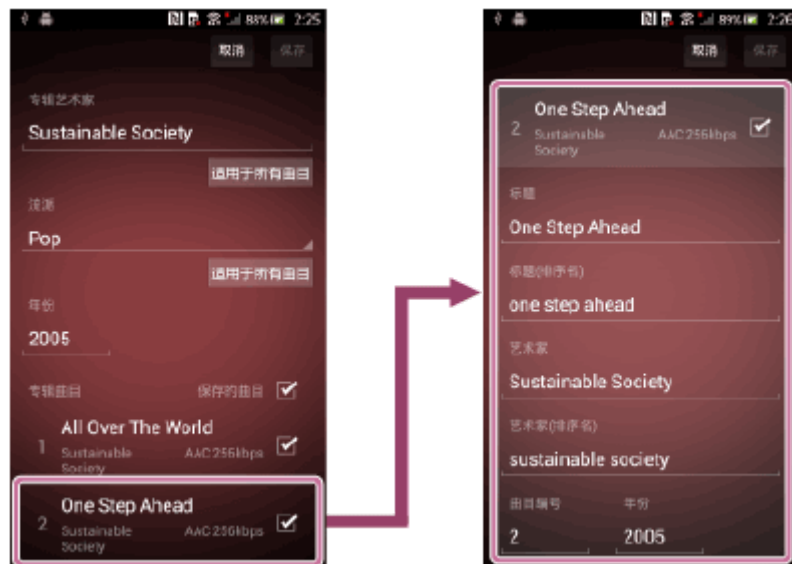 88% 2:25
取消 保存
专辑艺术家
Sustainable Society
适用于所有曲目
流派
Pop
适用于所有曲目
年份
2005
专辑曲目 保存的曲目
All Over The World
1 Sustainable Society AAC 256kbps
One Step Ahead
2 Sustainable Society AAC 256kbps
89% 2:26
取消 保存
One Step Ahead
2 Sustainable Society AAC 256kbps
标题
One Step Ahead
标题(排序名)
one step ahead
艺术家
Sustainable Society
艺术家(排序名)
sustainable society
曲目编号 年份
2 2005